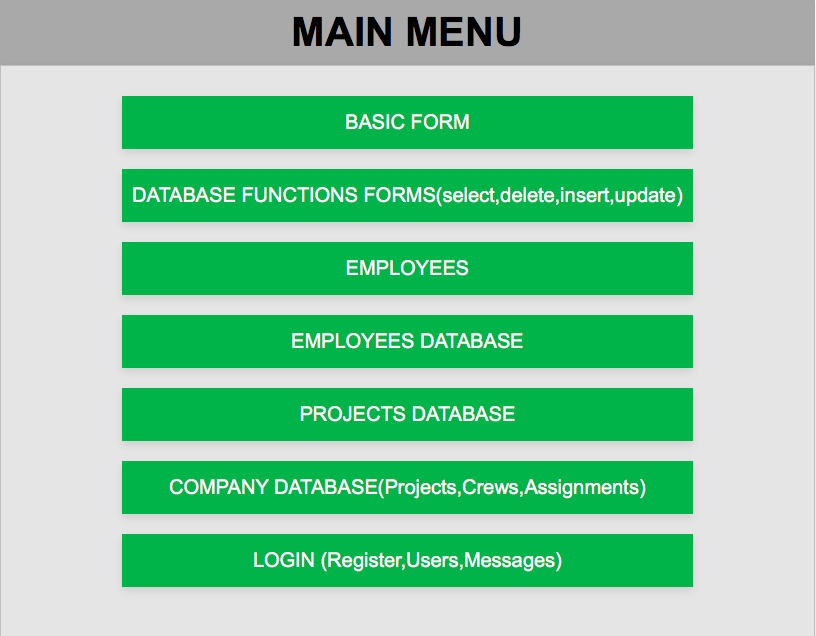 MAIN MENU
BASIC FORM
DATABASE FUNCTIONS FORMS(select,delete,insert,update)
EMPLOYEES
EMPLOYEES DATABASE
PROJECTS DATABASE
COMPANY DATABASE(Projects,Crews,Assignments)
LOGIN (Register,Users,Messages)